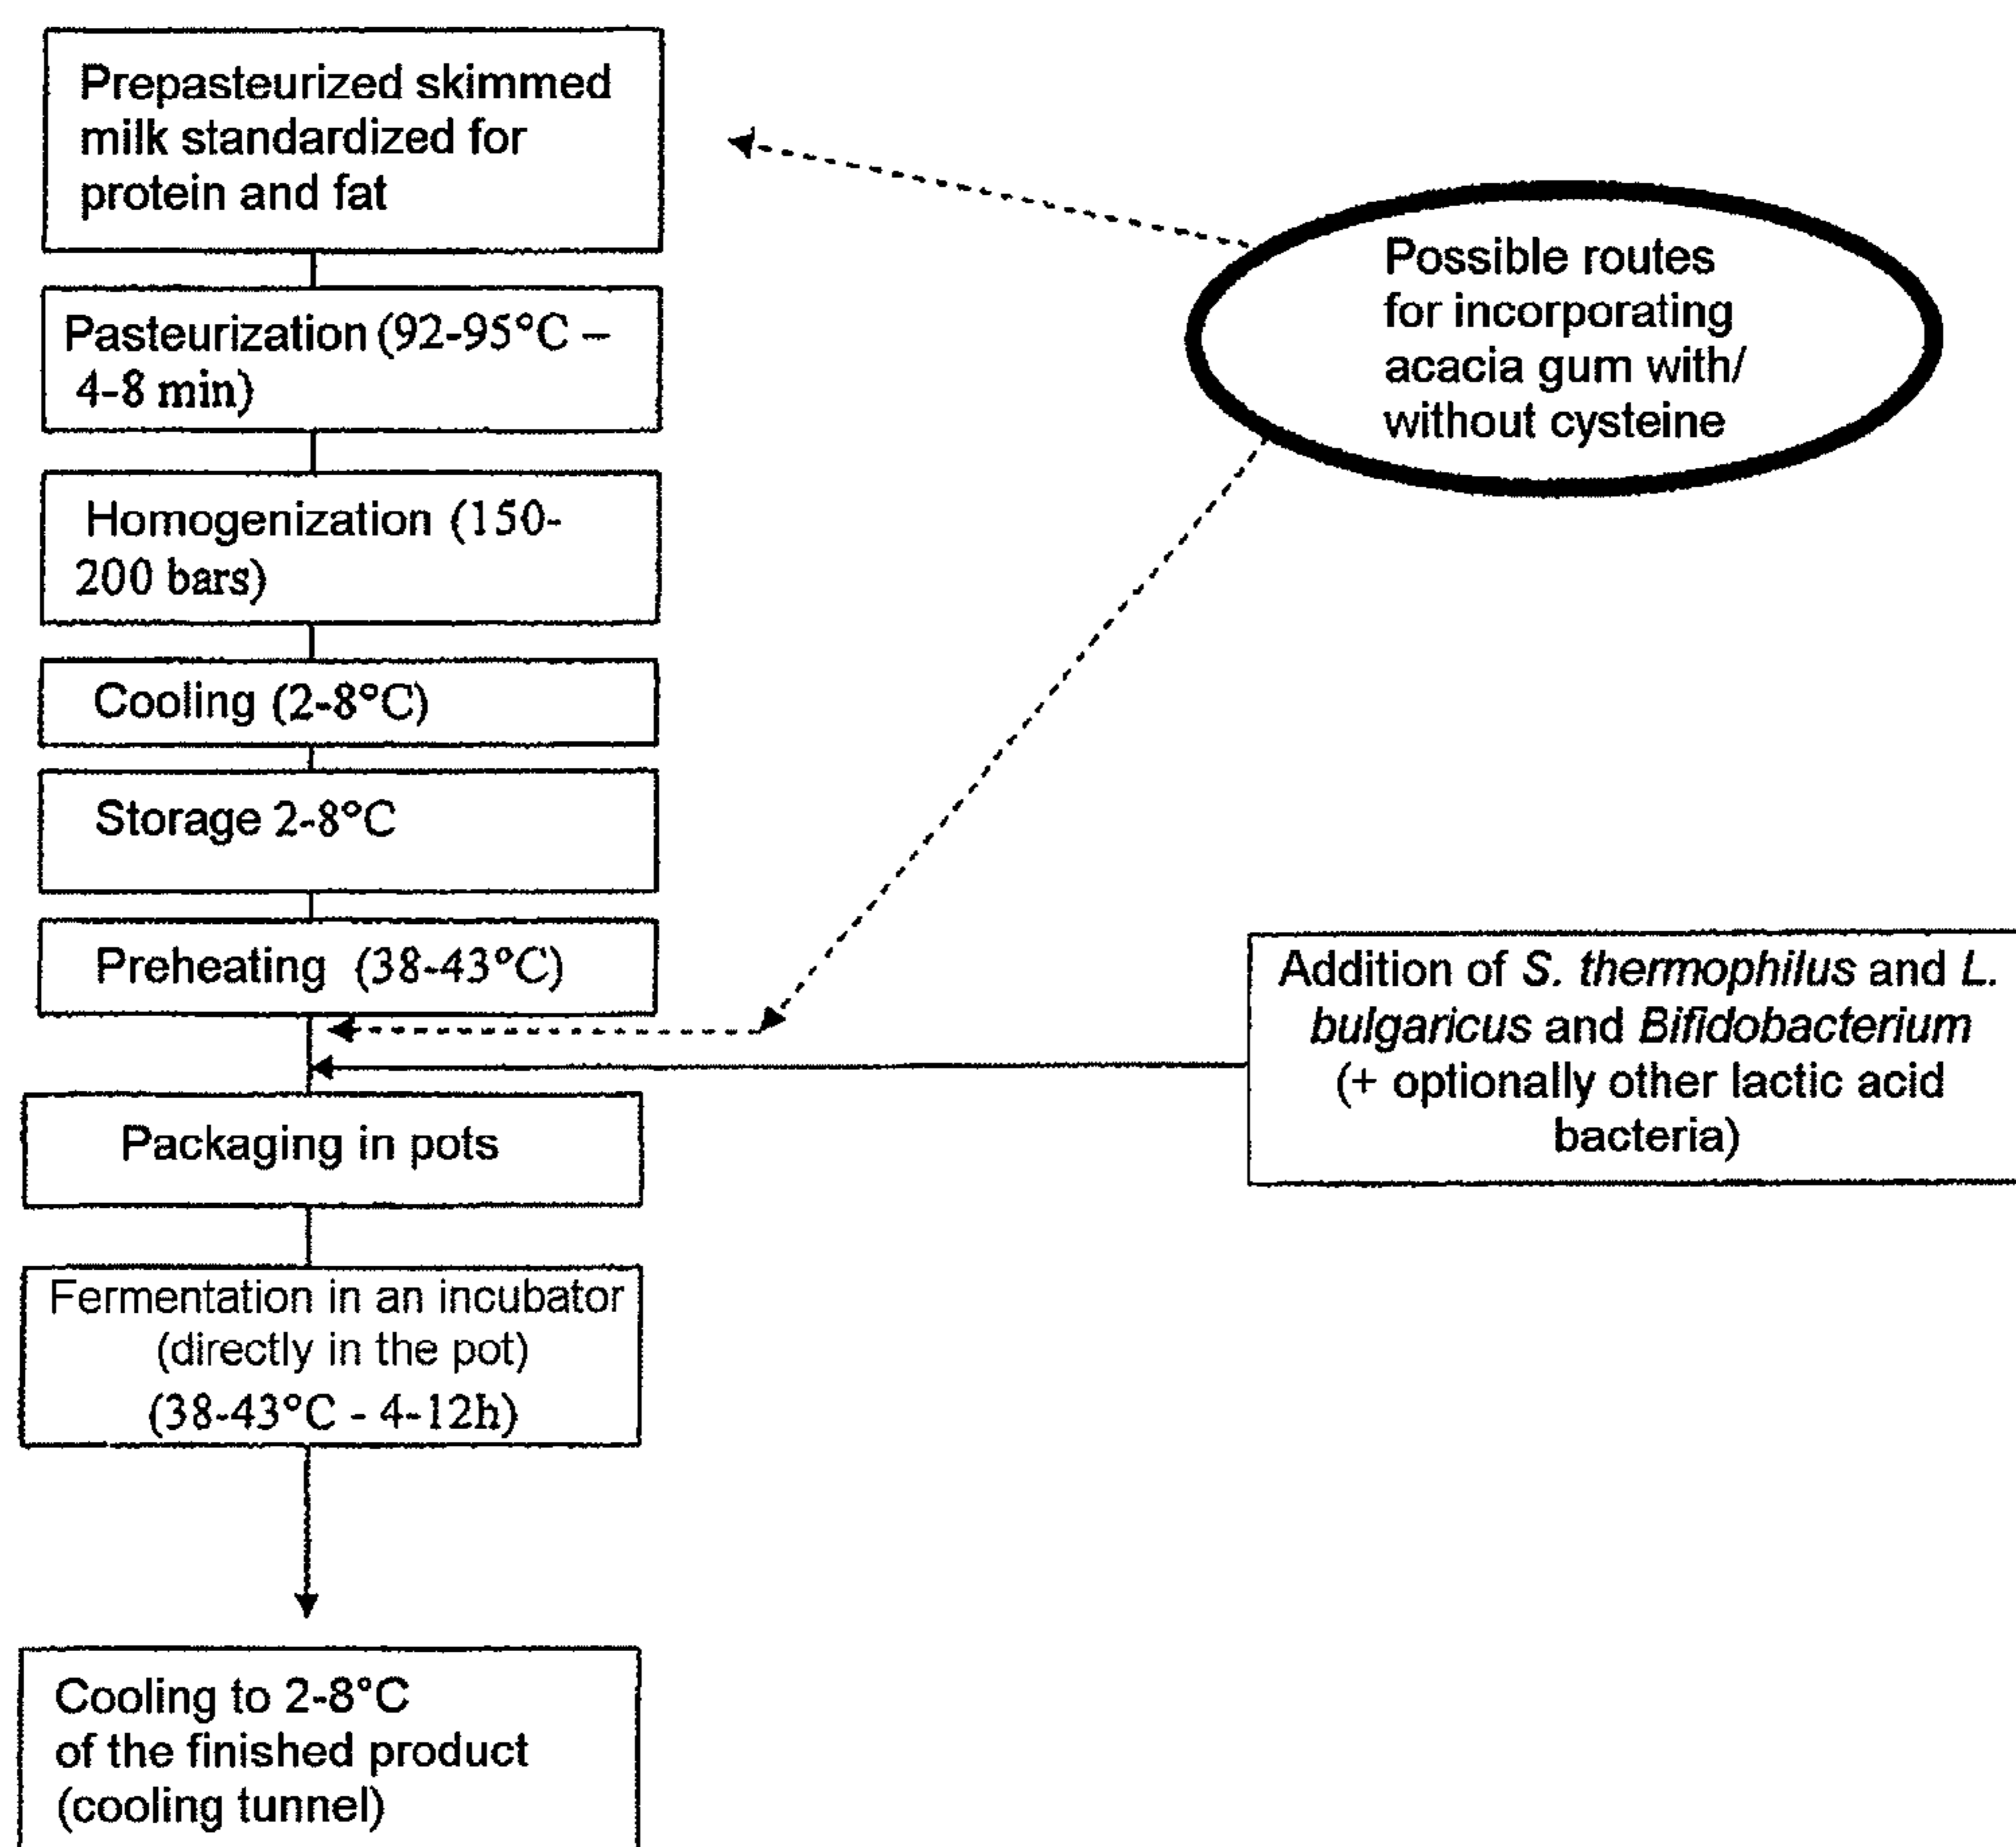 Prepasteurized skimmed
milk standardized for
protein and fat
Pasteurization (92-95°C –
4-8 min)
Homogenization (150-
200 bars)
Cooling (2-8°C)
Storage 2-8°C
Preheating (38-43°C)
Packaging in pots
Fermentation in an incubator
(directly in the pot)
(38-43°C - 4-12h)
Cooling to 2-8°C
of the finished product
(cooling tunnel)
Possible routes
for incorporating
acacia gum with/
without cysteine
Addition of S. thermophilus and L.
bulgaricus and Bifidobacterium
(+ optionally other lactic acid
bacteria)